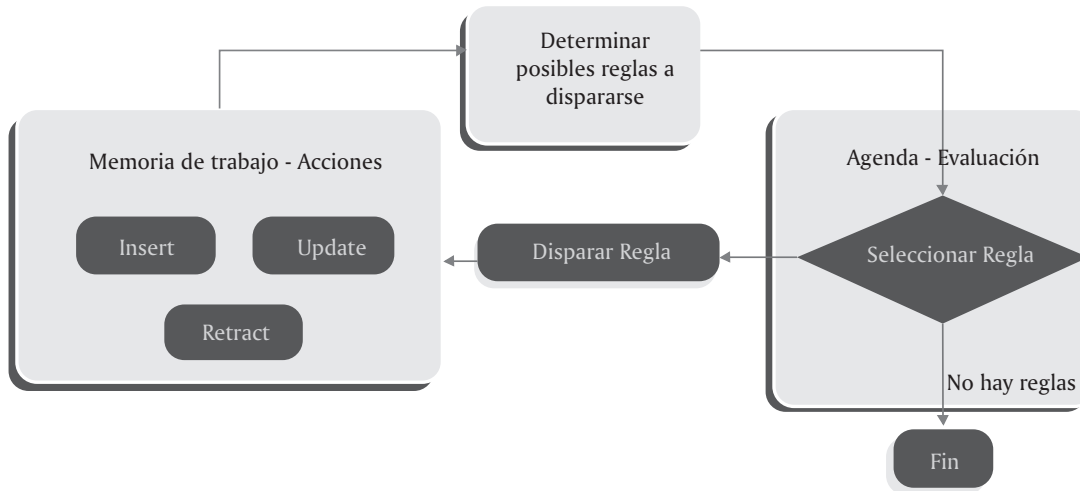 Determinar
posibles reglas a
dispararse
Memoria de trabajo - Acciones
Insert
Update
Retract
Disparar Regla
Agenda - Evaluación
Seleccionar Regla
No hay reglas
Fin